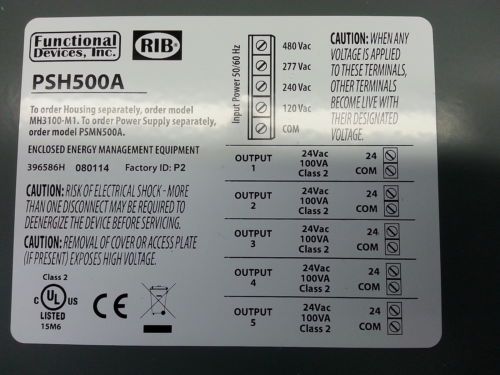 Functional
Devices, Inc.
RIB®
PSH500A
To order Housing separately, order model
MH3100-M1. To order Power Supply separately,
order model PSMN500A.
ENCLOSED ENERGY MANAGEMENT EQUIPMENT
396586H 080114 Factory ID: P2
CAUTION: RISK OF ELECTRICAL SHOCK - MORE
THAN ONE DISCONNECT MAY BE REQUIRED TO
DEENERGIZE THE DEVICE BEFORE SERVICING.
CAUTION: REMOVAL OF COVER OR ACCESS PLATE
(IF PRESENT) EXPOSES HIGH VOLTAGE.
Class 2
C UL US
LISTED
15M6
CE
Input Power 50/60 Hz
480 Vac
277 Vac
240 Vac
120 Vac
COM
CAUTION: WHEN ANY
VOLTAGE IS APPLIED
TO THESE TERMINALS,
OTHER TERMINALS
BECOME LIVE WITH
THEIR DESIGNATED
VOLTAGE.
OUTPUT
1
24Vac
100VA
Class 2
24
COM
OUTPUT
2
24Vac
100VA
Class 2
24
COM
OUTPUT
3
24Vac
100VA
Class 2
24
COM
OUTPUT
4
24Vac
100VA
Class 2
24
COM
OUTPUT
5
24Vac
100VA
Class 2
24
COM